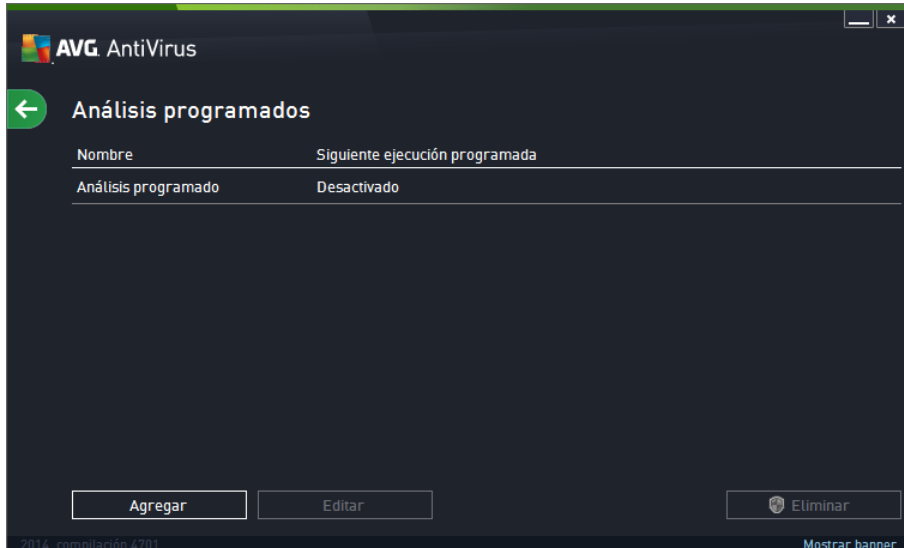 AVG. AntiVirus
Análisis programados
Nombre Siguiente ejecución programada
Análisis programado Desactivado
Agregar Editar Eliminar
2014 compilación 4701 Mostrar banner